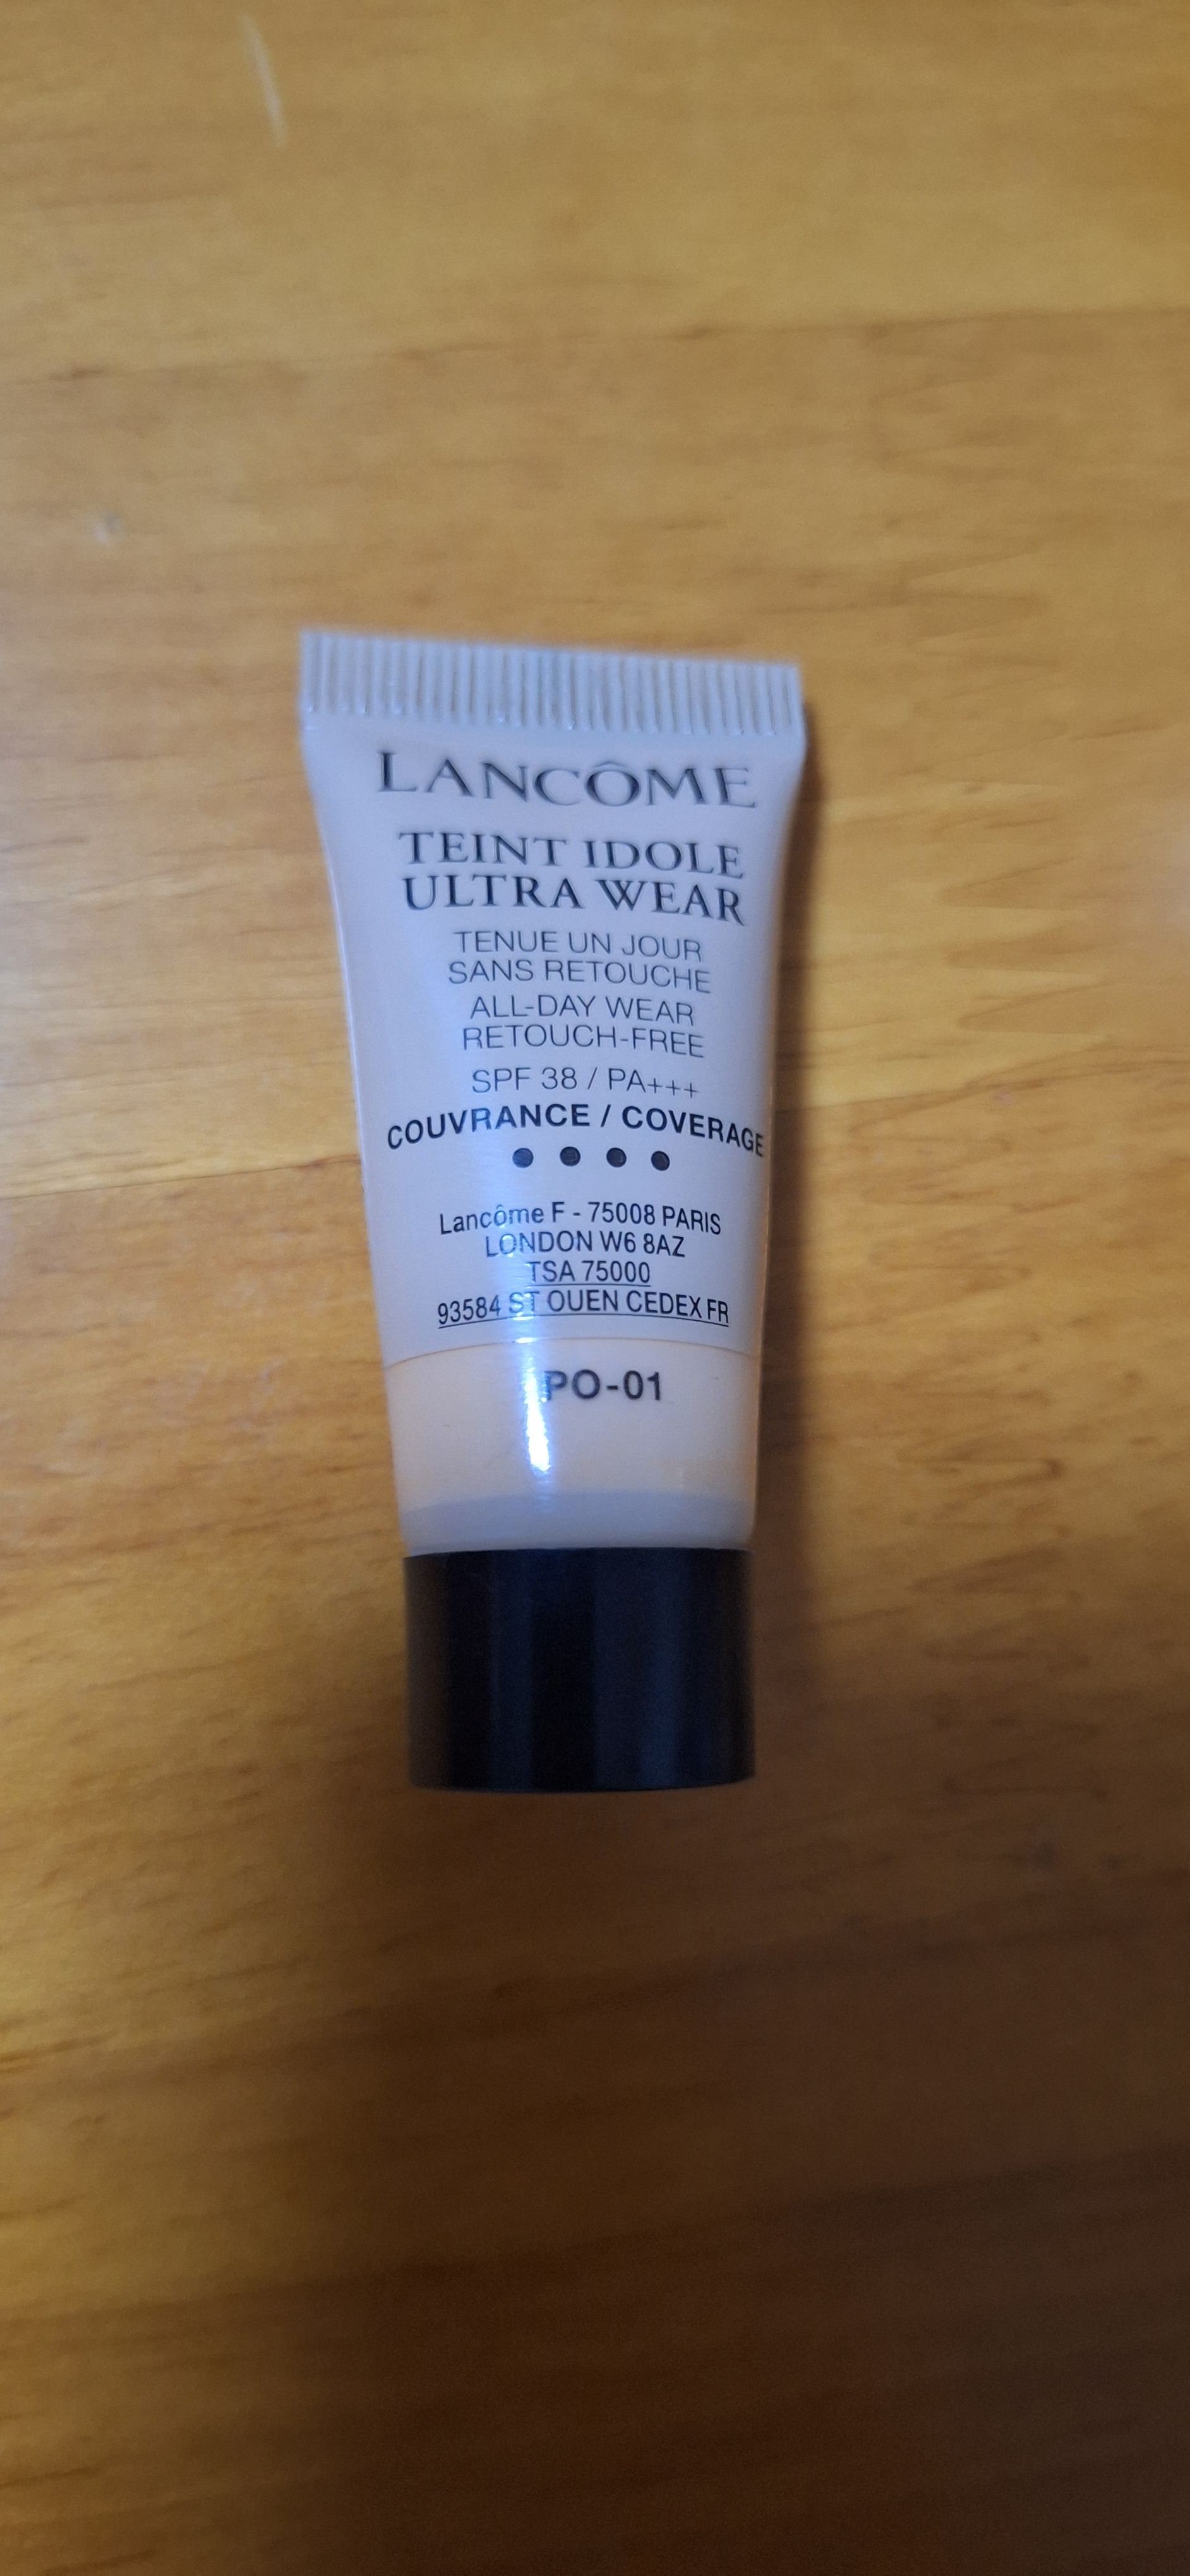 LANCÔME
TEINT IDOLE
ULTRA WEAR
TENUE UN JOUR
SANS RETOUCHE
ALL-DAY WEAR
RETOUCH-FREE
SPF 38 / PA+++
COUVRANCE / COVERAGE
Lancôme F - 75008 PARIS
LONDON W6 8AZ
TSA 75000
93584 ST OUEN CEDEX FR
PO-01